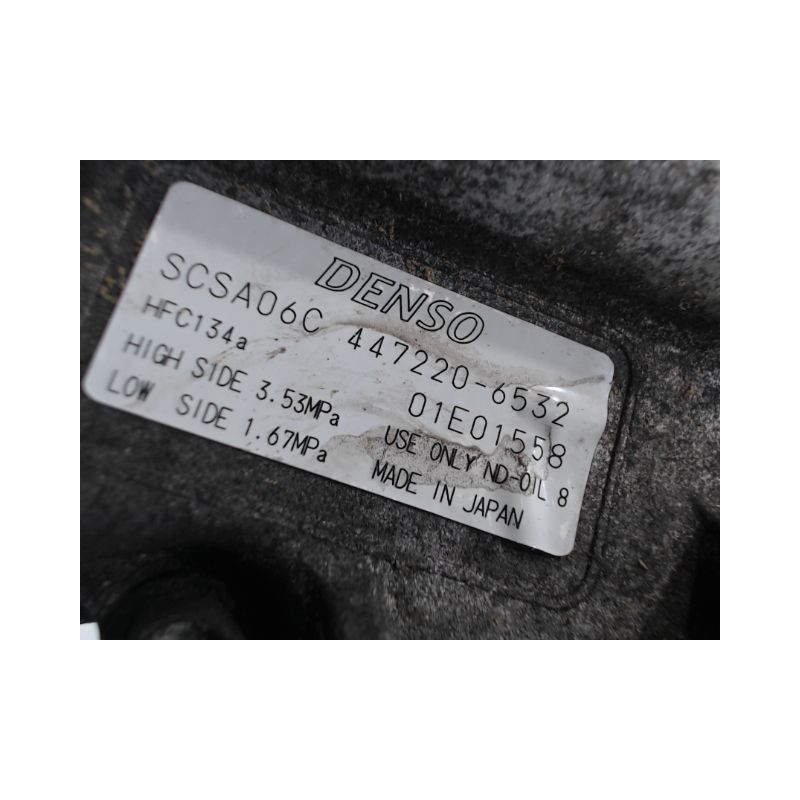 DENSO
SCSA06C 447220-6532
HFC134a 01E01558
HIGH SIDE 3.53MPa USE ONLY ND-OIL 8
LOW SIDE 1.67MPa MADE IN JAPAN